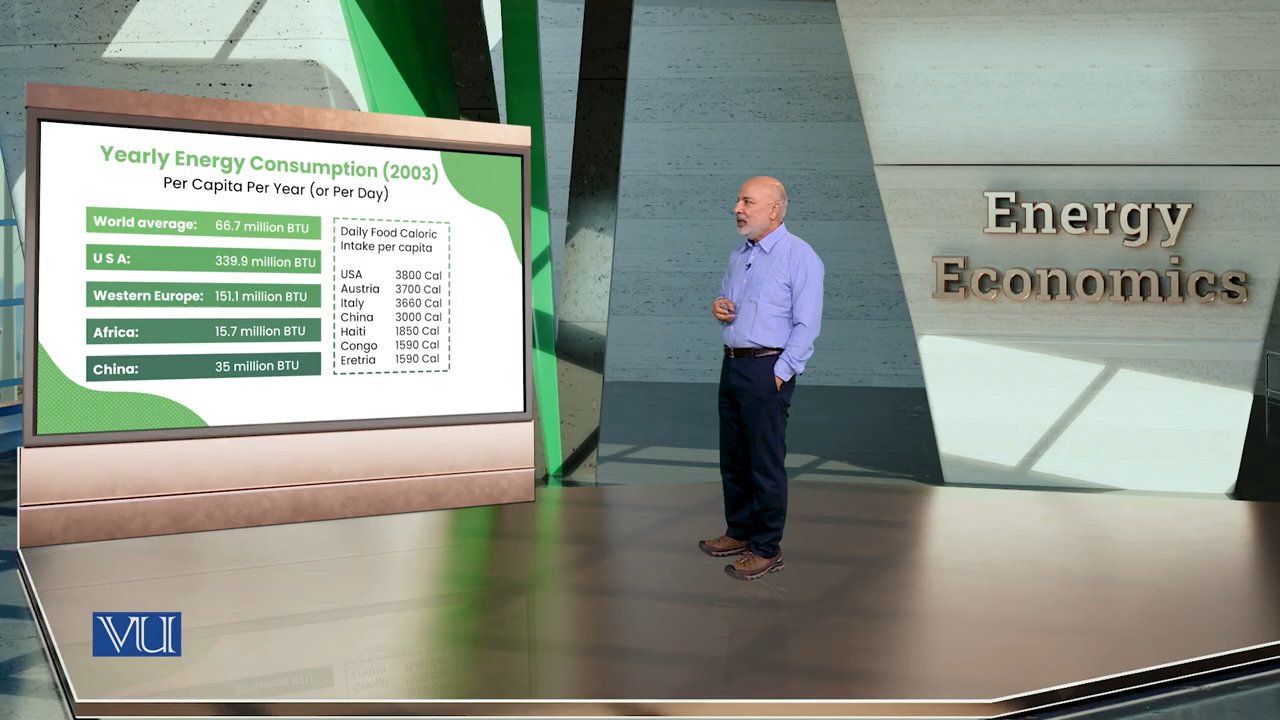 Yearly Energy Consumption (2003)
Per Capita Per Year (or Per Day)
World average: 66.7 million BTU
U S A: 339.9 million BTU
Western Europe: 151.1 million BTU
Africa: 15.7 million BTU
China: 35 million BTU
Daily Food Caloric
Intake per capita
USA 3800 Cal
Austria 3700 Cal
Italy 3660 Cal
China 3000 Cal
Haiti 1850 Cal
Congo 1590 Cal
Eretria 1590 Cal
Energy
Economics
VU